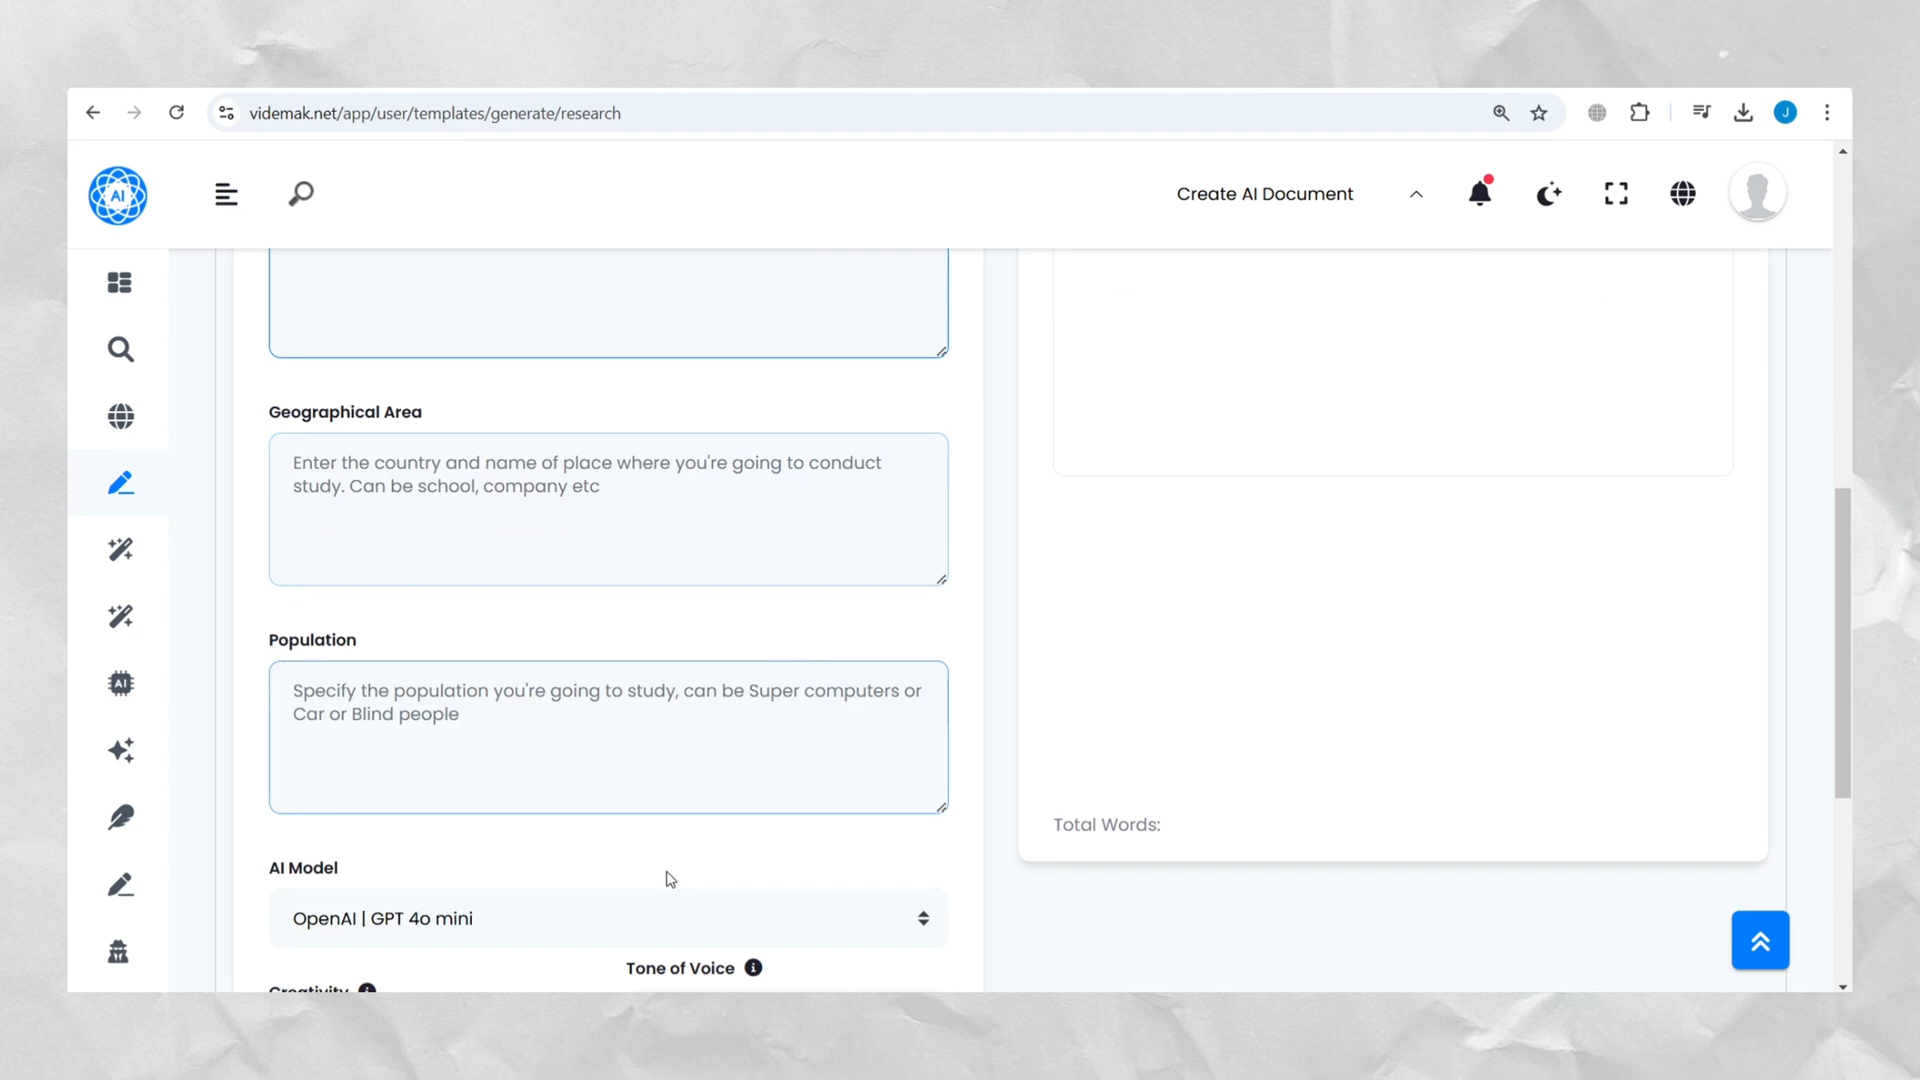 videmak.net/app/user/templates/generate/research
J
AI
Create AI Document
Geographical Area
Enter the country and name of place where you're going to conduct
study. Can be school, company etc
Population
Specify the population you're going to study, can be Super computers or
Car or Blind people
AI
Total Words:
AI Model
OpenAI | GPT 4o mini
Tone of Voice
Creativity